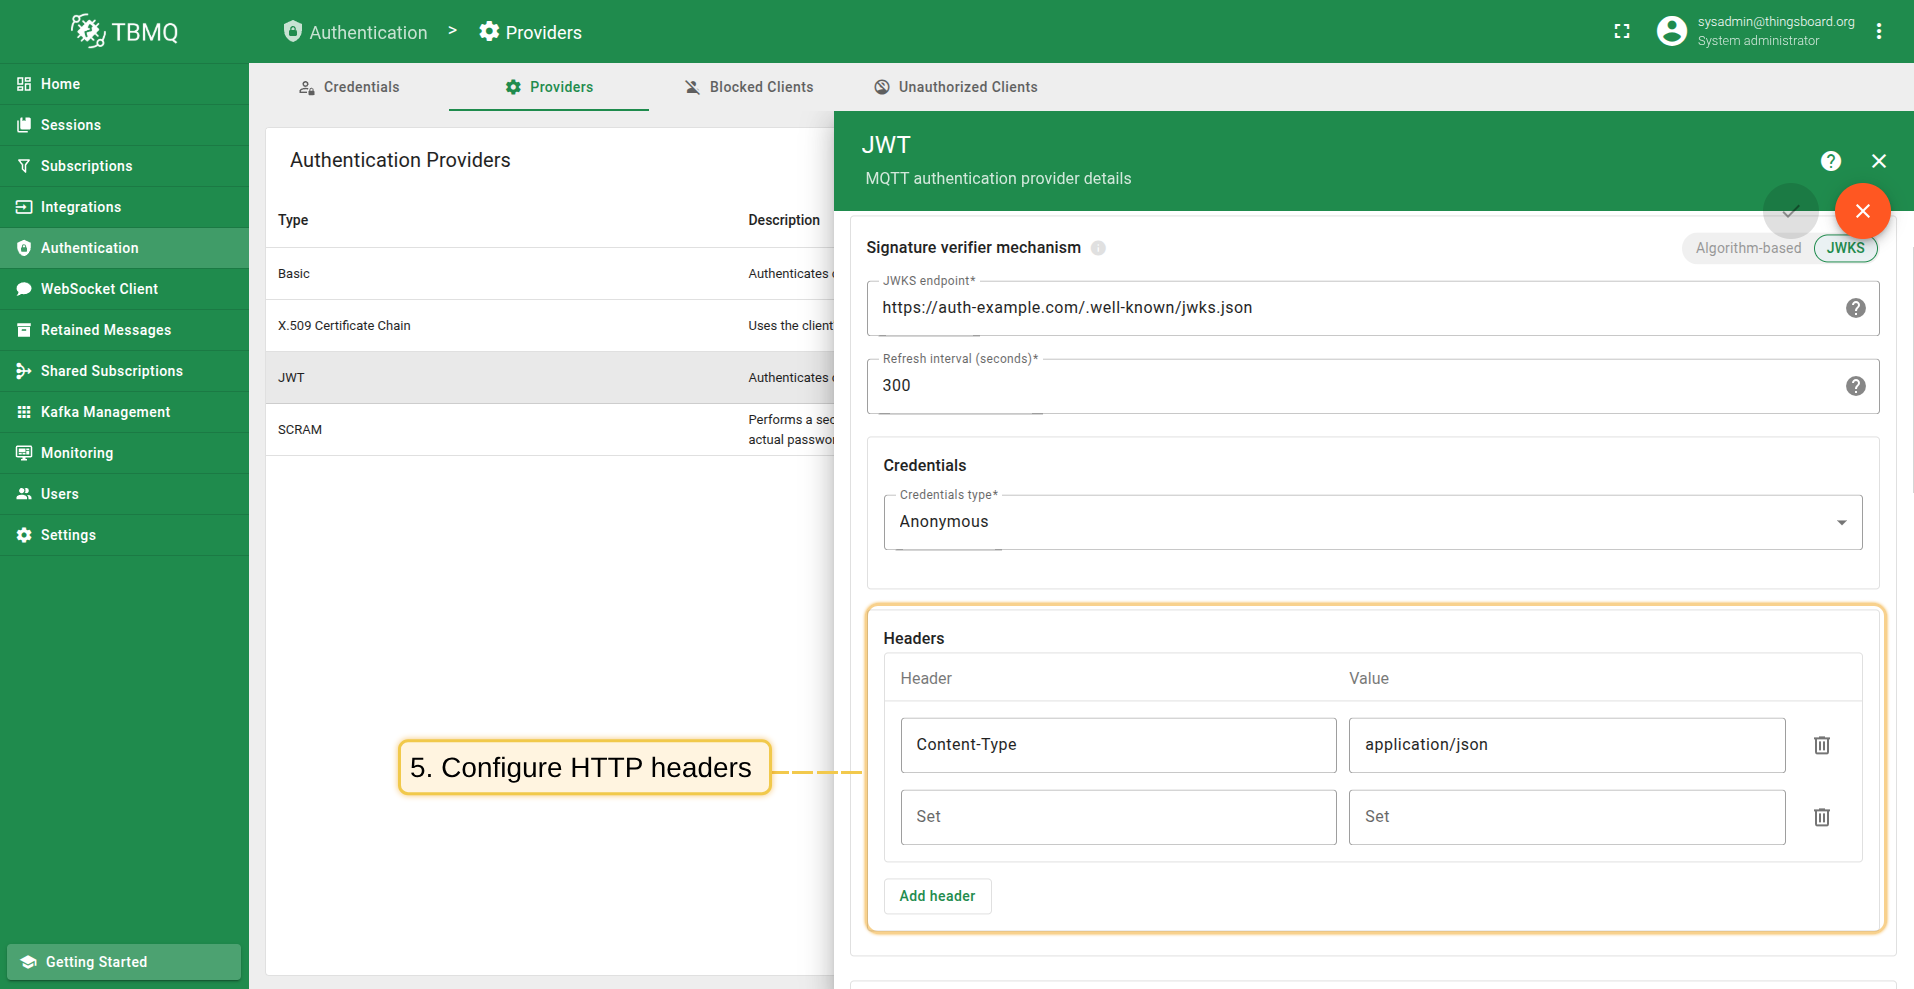 TBMQ
Authentication > Providers
sysadmin@thingsboard.org
System administrator
Home
Sessions
Subscriptions
Integrations
Authentication
WebSocket Client
Retained Messages
Shared Subscriptions
Kafka Management
Monitoring
Users
Settings
Getting Started
Credentials
Providers
Blocked Clients
Unauthorized Clients
Authentication Providers
Type Description
Basic Authenticates
X.509 Certificate Chain Uses the client
JWT Authenticates
SCRAM Performs a sec
actual passwor
5. Configure HTTP headers
JWT
MQTT authentication provider details
Signature verifier mechanism
Algorithm-based JWKS
JWKS endpoint*
https://auth-example.com/.well-known/jwks.json
Refresh interval (seconds)*
300
Credentials
Credentials type*
Anonymous
Headers
Header Value
Content-Type application/json
Set Set
Add header